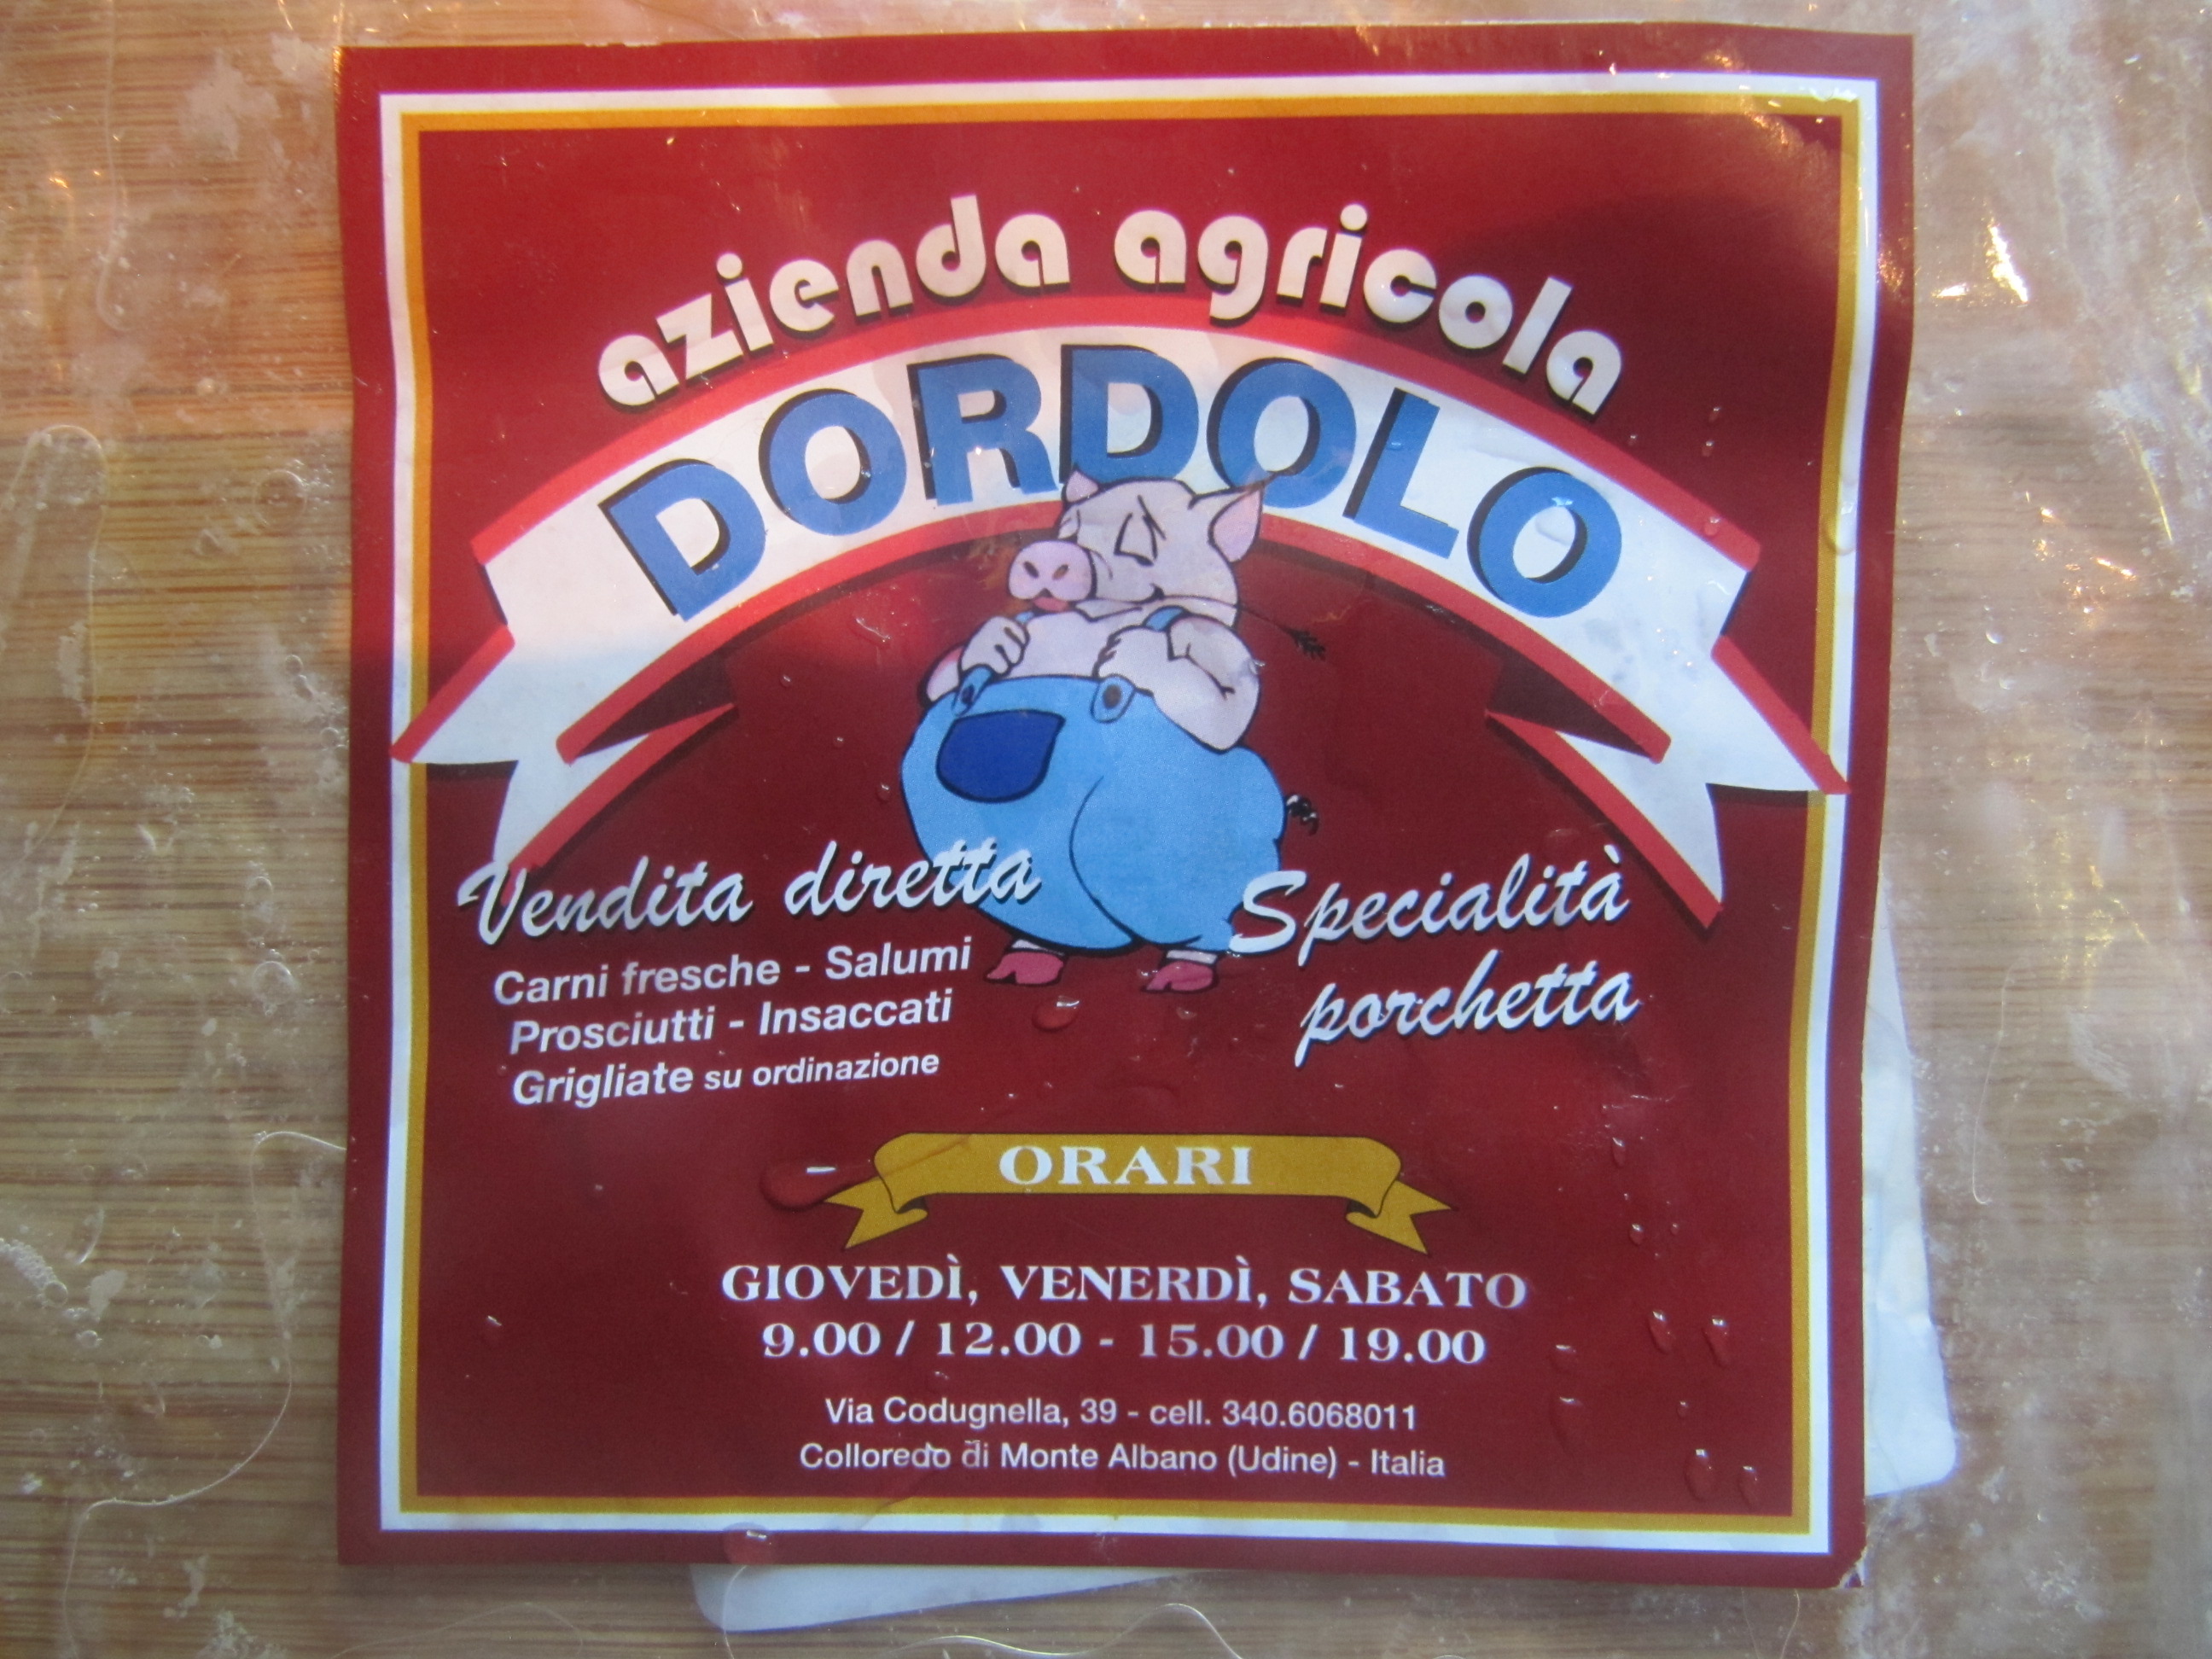 azienda agricola
DORDOLO
Vendita diretta
Carni fresche - Salumi
Prosciutti - Insaccati
Grigliate su ordinazione
Specialità
porchetta
ORARI
GIOVEDÌ, VENERDÌ, SABATO
9.00 / 12.00 - 15.00 / 19.00
Via Codugnella, 39 - cell. 340.6068011
Colloredo di Monte Albano (Udine) - Italia